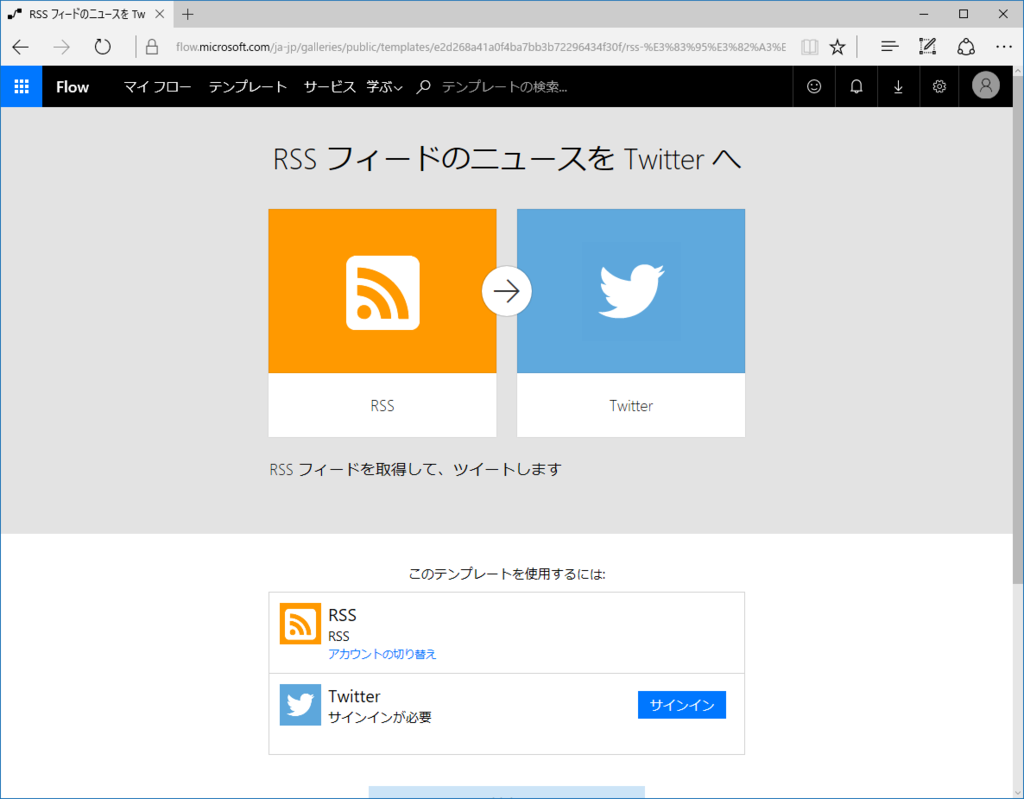 RSS フィードのニュースを Tw
flow.microsoft.com/ja-jp/galleries/public/templates/e2d268a41a0f4ba7bb3b72296434f30f/rss-%E3%83%95%E3%82%A3%E
Flow マイ フロー テンプレート サービス 学ぶ テンプレートの検索...
RSS フィードのニュースを Twitter へ
RSS
Twitter
RSS フィードを取得して、ツイートします
このテンプレートを使用するには:
RSS
RSS
アカウントの切り替え
Twitter
サインインが必要
サインイン